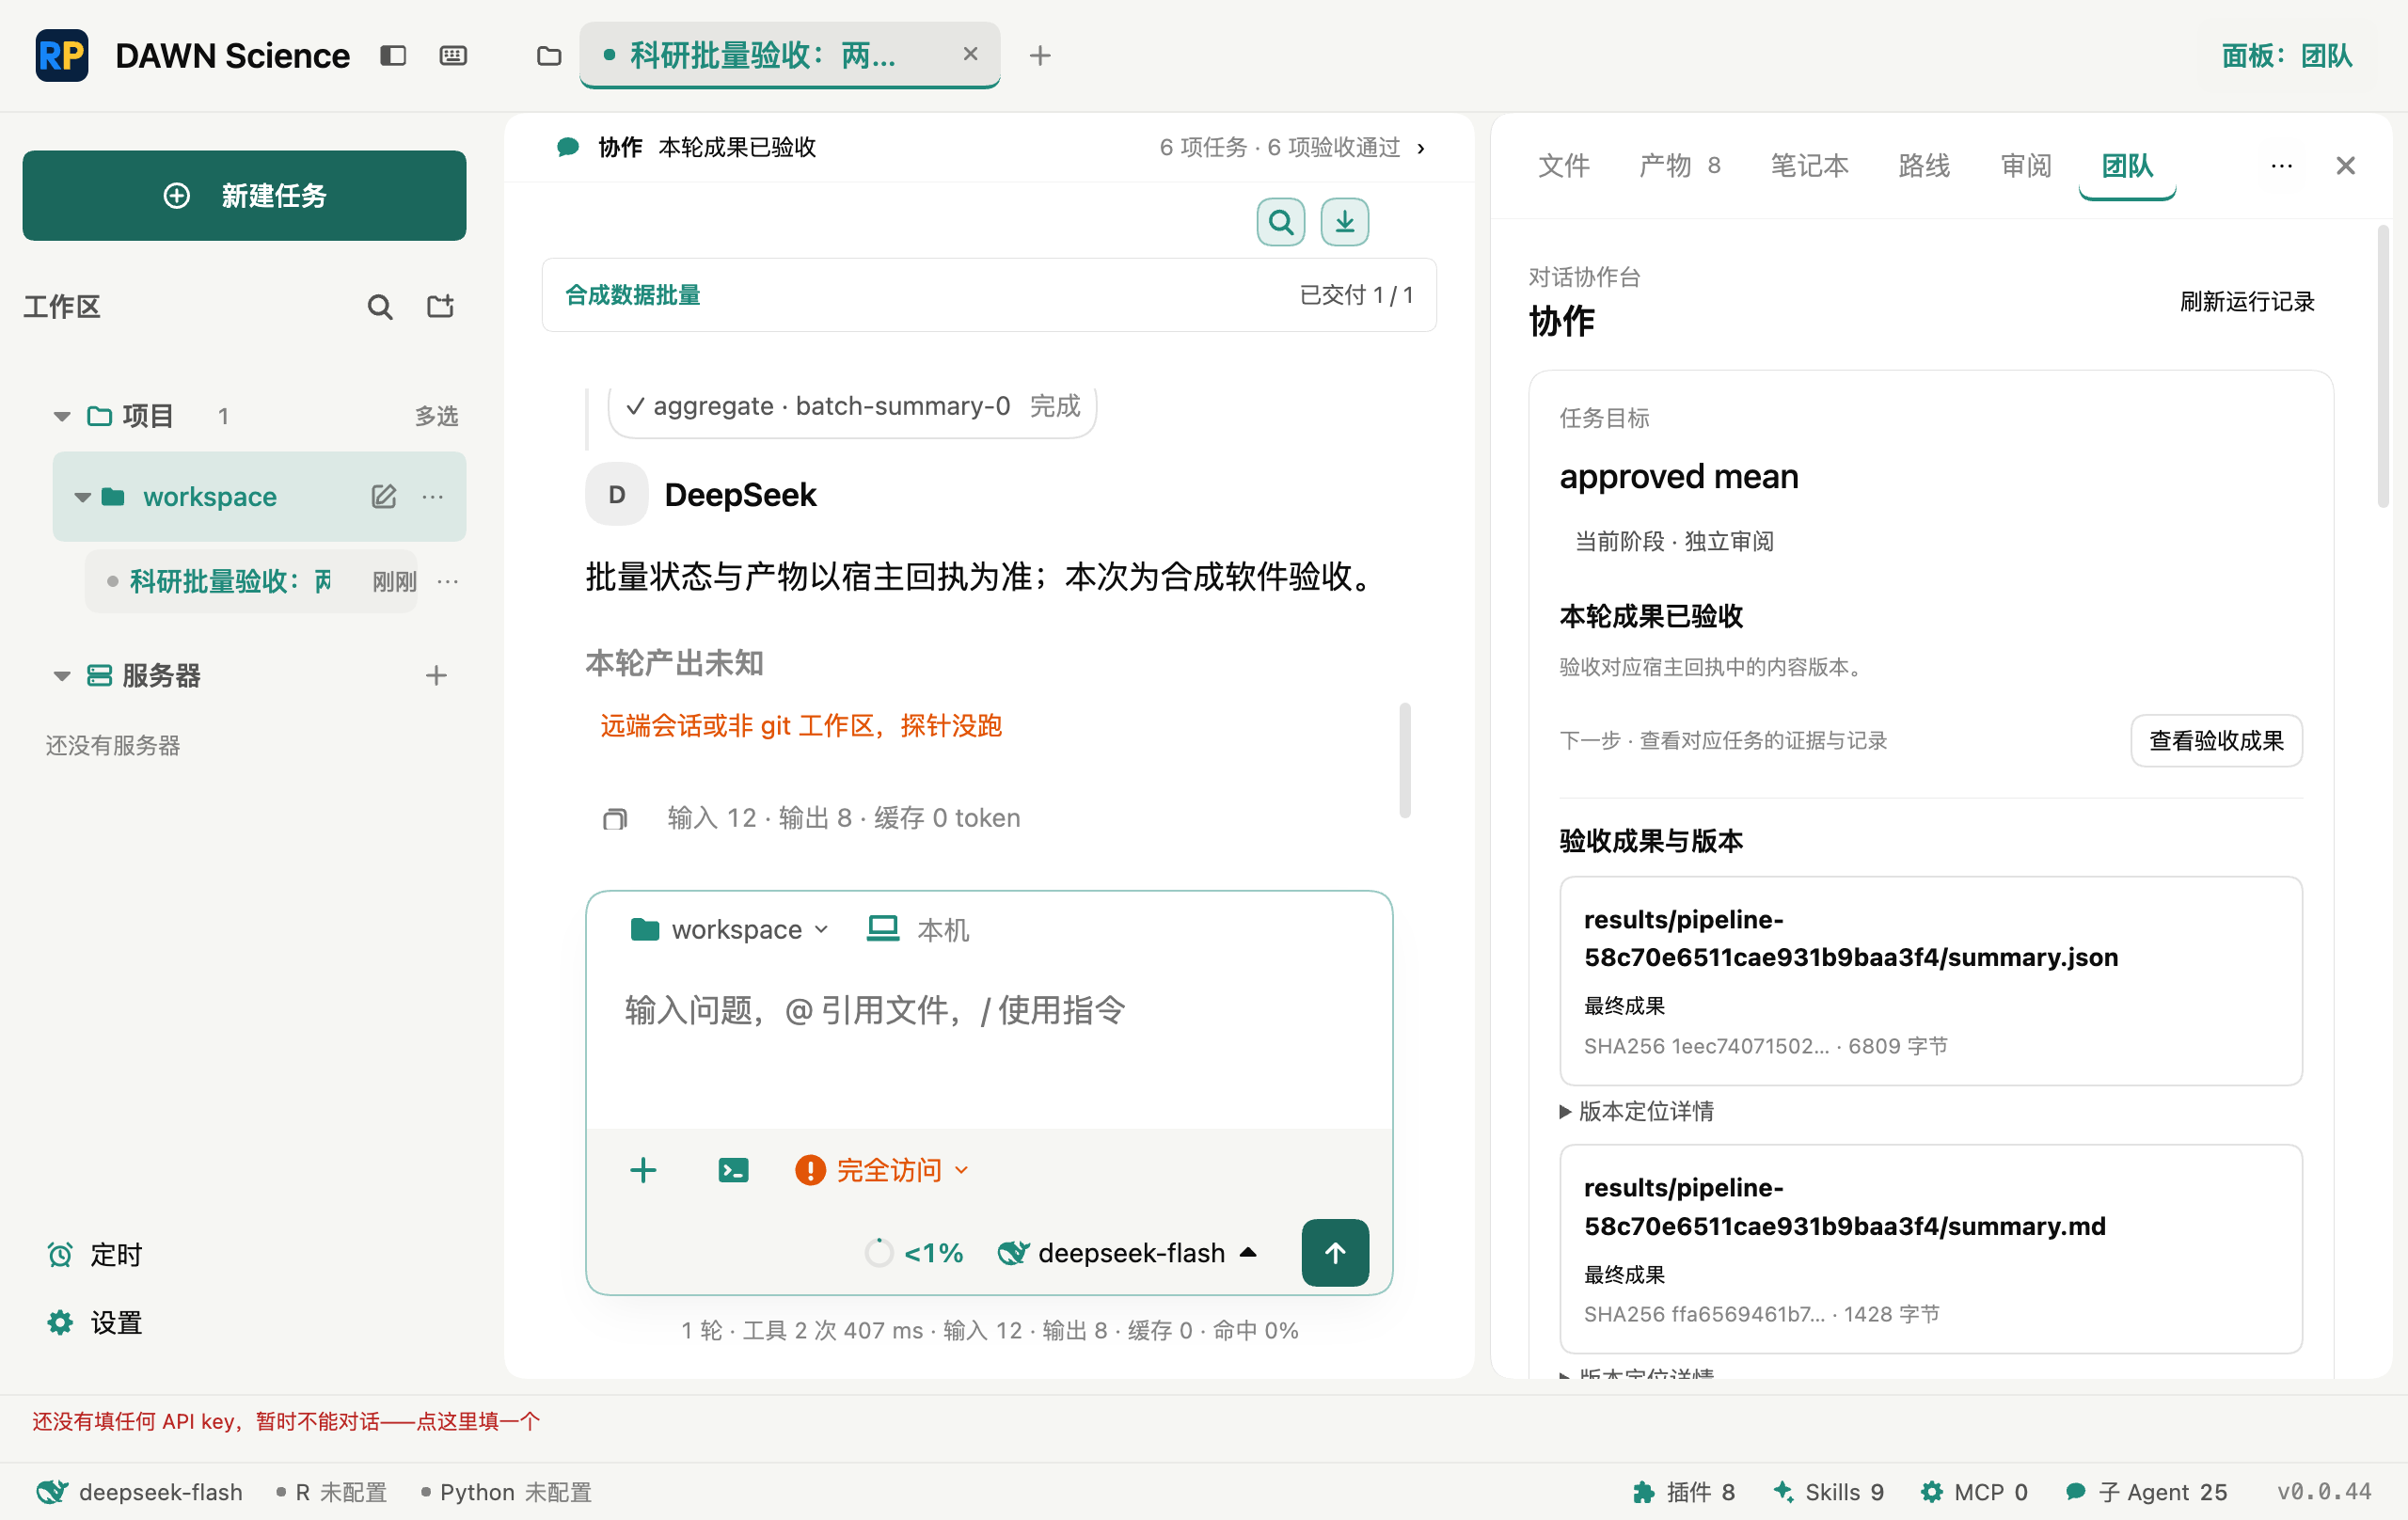 RP DAWN Science
科研批量验收：两...
面板：团队
新建任务
工作区
项目 1 多选
workspace
科研批量验收： 刚刚
服务器
还没有服务器
定时
设置
协作 本轮成果已验收 6 项任务 · 6 项验收通过
合成数据批量 已交付 1 / 1
aggregate · batch-summary-0 完成
D DeepSeek
批量状态与产物以宿主回执为准；本次为合成软件验收。
本轮产出未知
远端会话或非 git 工作区，探针没跑
输入 12 · 输出 8 · 缓存 0 token
workspace 本机
输入问题，@ 引用文件，/ 使用指令
完全访问
<1% deepseek-flash
1 轮 · 工具 2 次 407 ms · 输入 12 · 输出 8 · 缓存 0 · 命中 0%
文件 产物 8 笔记本 路线 审阅 团队
对话协作台
协作
刷新运行记录
任务目标
approved mean
当前阶段 · 独立审阅
本轮成果已验收
验收对应宿主回执中的内容版本。
下一步 · 查看对应任务的证据与记录 查看验收成果
验收成果与版本
results/pipeline-
58c70e6511cae931b9baa3f4/summary.json
最终成果
SHA256 1eec74071502... · 6809 字节
版本定位详情
results/pipeline-
58c70e6511cae931b9baa3f4/summary.md
最终成果
SHA256 ffa6569461b7... · 1428 字节
版本定位详情
还没有填任何 API key，暂时不能对话——点这里填一个
deepseek-flash R 未配置 Python 未配置
插件 8 Skills 9 MCP 0 子 Agent 25 v0.0.44